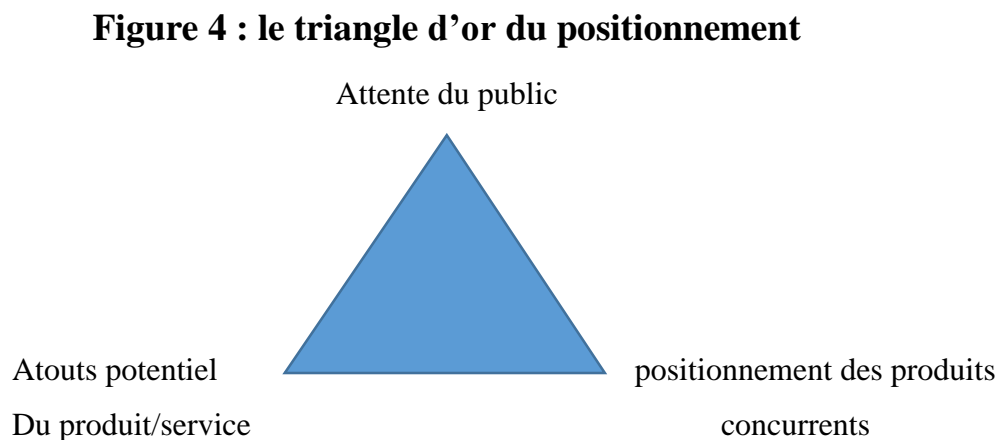 Figure 4 : le triangle d’or du positionnement
Attente du public
Atouts potentiel
Du produit/service
positionnement des produits
concurrents